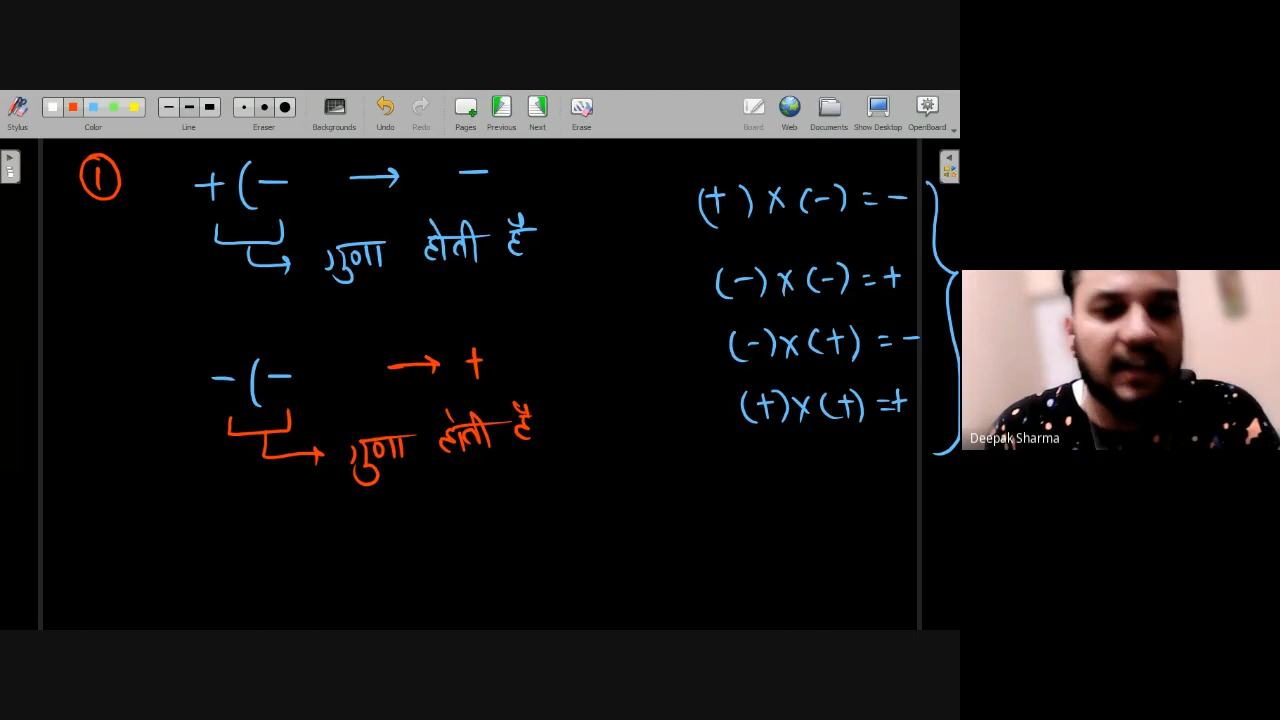 Stylus Color Line Eraser Backgrounds Undo Redo Pages Previous Next Erase Board Web Documents Show Desktop OpenBoard
1 +(− → −
गुणा होती है
−(− → +
गुणा होती है
(+) × (−) = −
(−) × (−) = +
(−) × (+) = −
(+) × (+) = +
Deepak Sharma